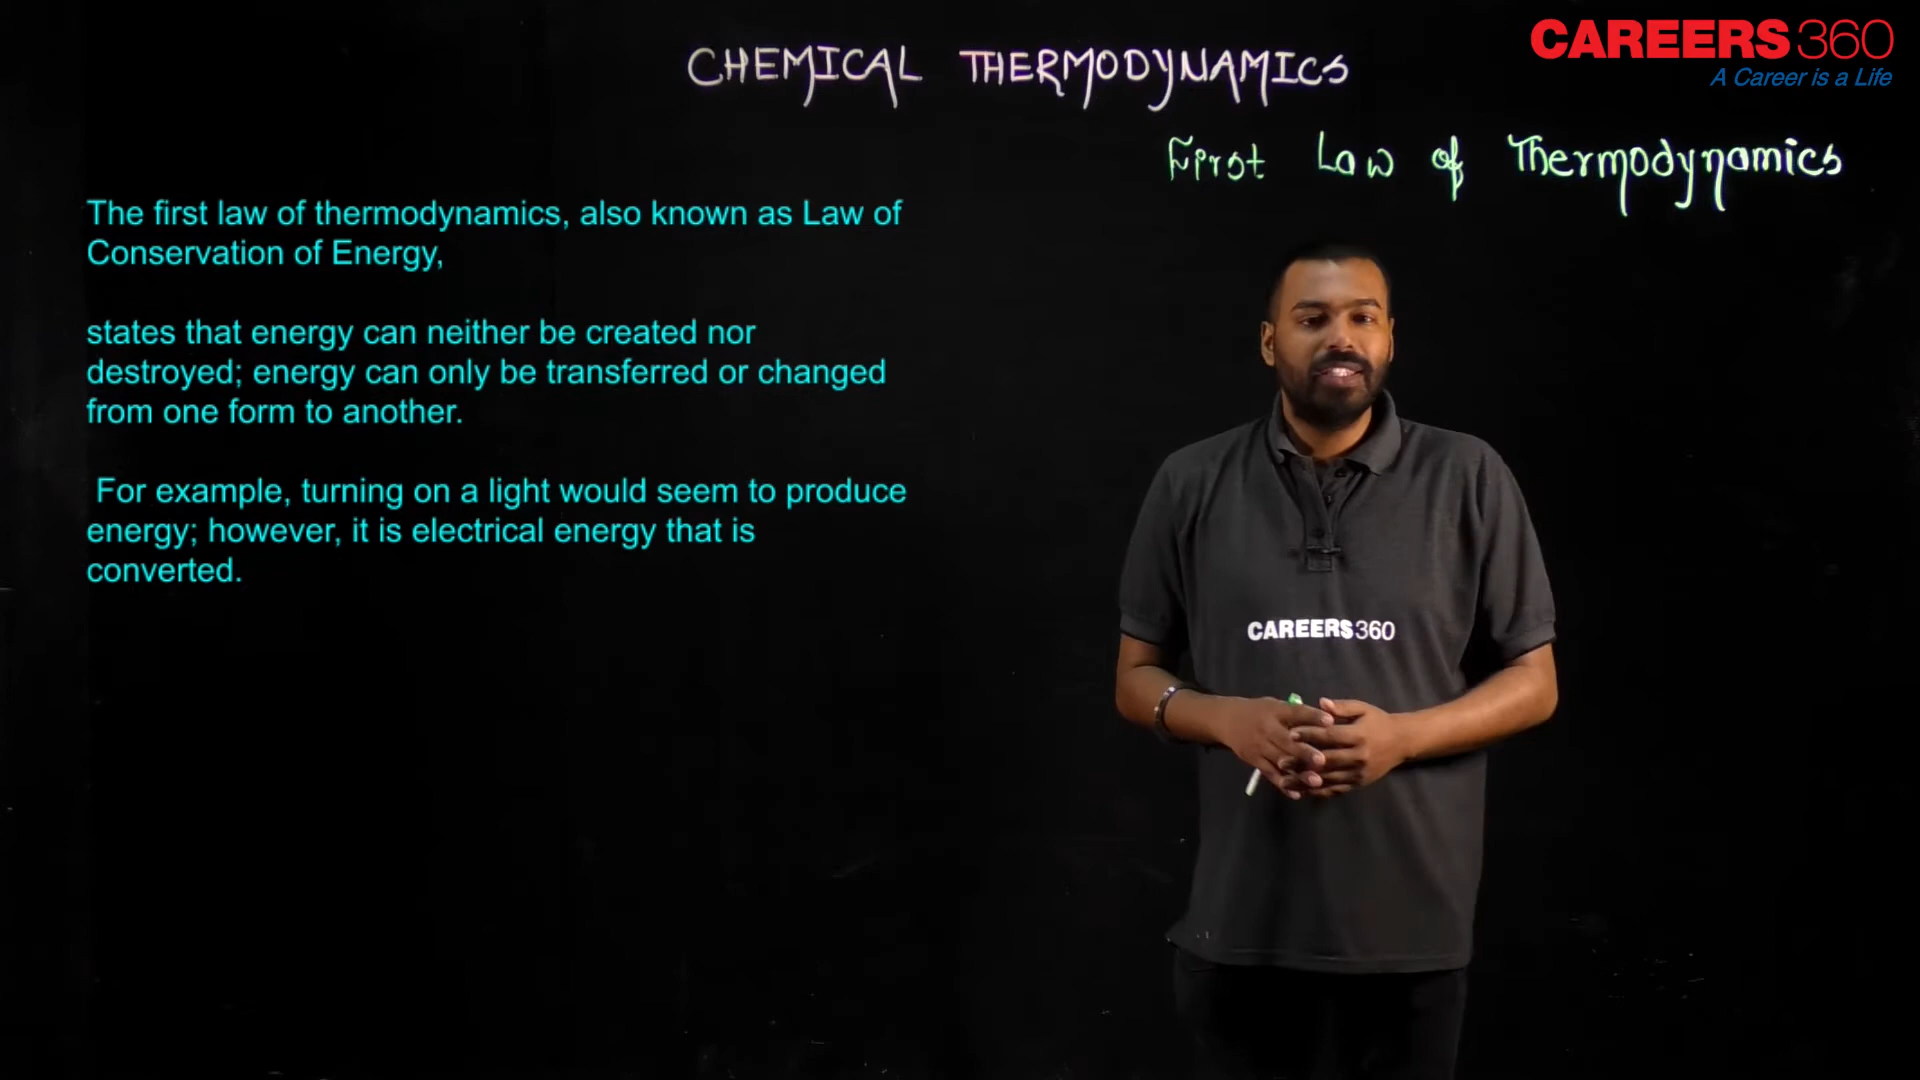 CAREERS360
A Career is a Life
CHEMICAL THERMODYNAMICS
First Law of Thermodynamics
The first law of thermodynamics, also known as Law of
Conservation of Energy,
states that energy can neither be created nor
destroyed; energy can only be transferred or changed
from one form to another.
For example, turning on a light would seem to produce
energy; however, it is electrical energy that is
converted.
CAREERS360